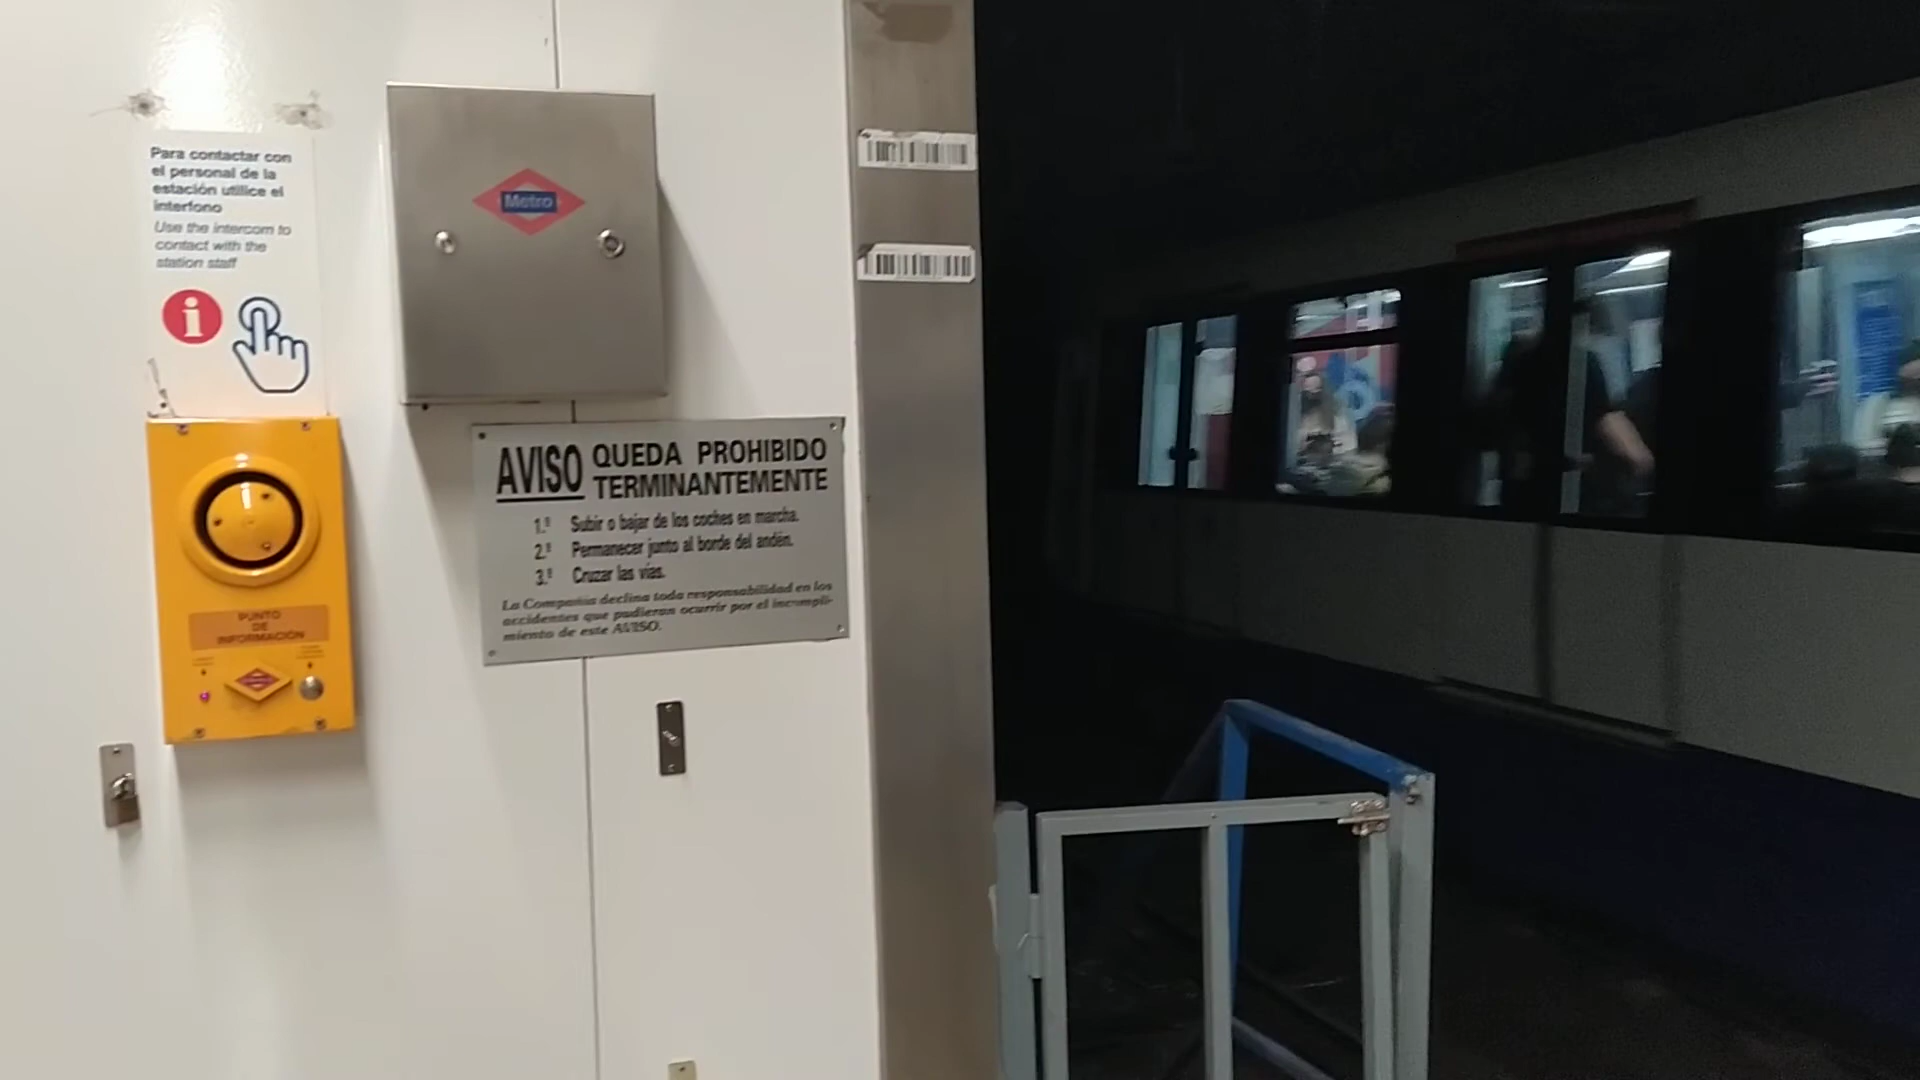 Para contactar con
el personal de la
estación utilice el
interfono
Use the intercom to
contact with the
station staff
i
Metro
AVISO QUEDA PROHIBIDO
TERMINANTEMENTE
1.º Subir o bajar de los coches en marcha.
2.º Permanecer junto al borde del andén.
3.º Cruzar las vías.
La Compañía declina toda responsabilidad en los
accidentes que pudieran ocurrir por el incumpli-
miento de este AVISO.
PUNTO
DE
INFORMACIÓN